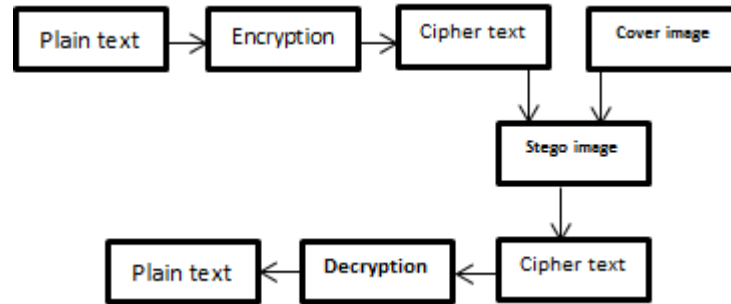 Plain text
Encryption
Cipher text
Cover image
Stego image
Plain text
Decryption
Cipher text